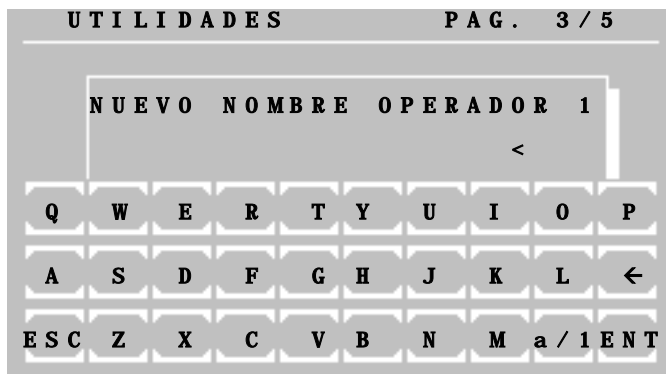 UTILIDADES PAG. 3/5
NUEVO NOMBRE OPERADOR 1
<
Q W E R T Y U I O P
A S D F G H J K L ←
ESC Z X C V B N M a/1 ENT